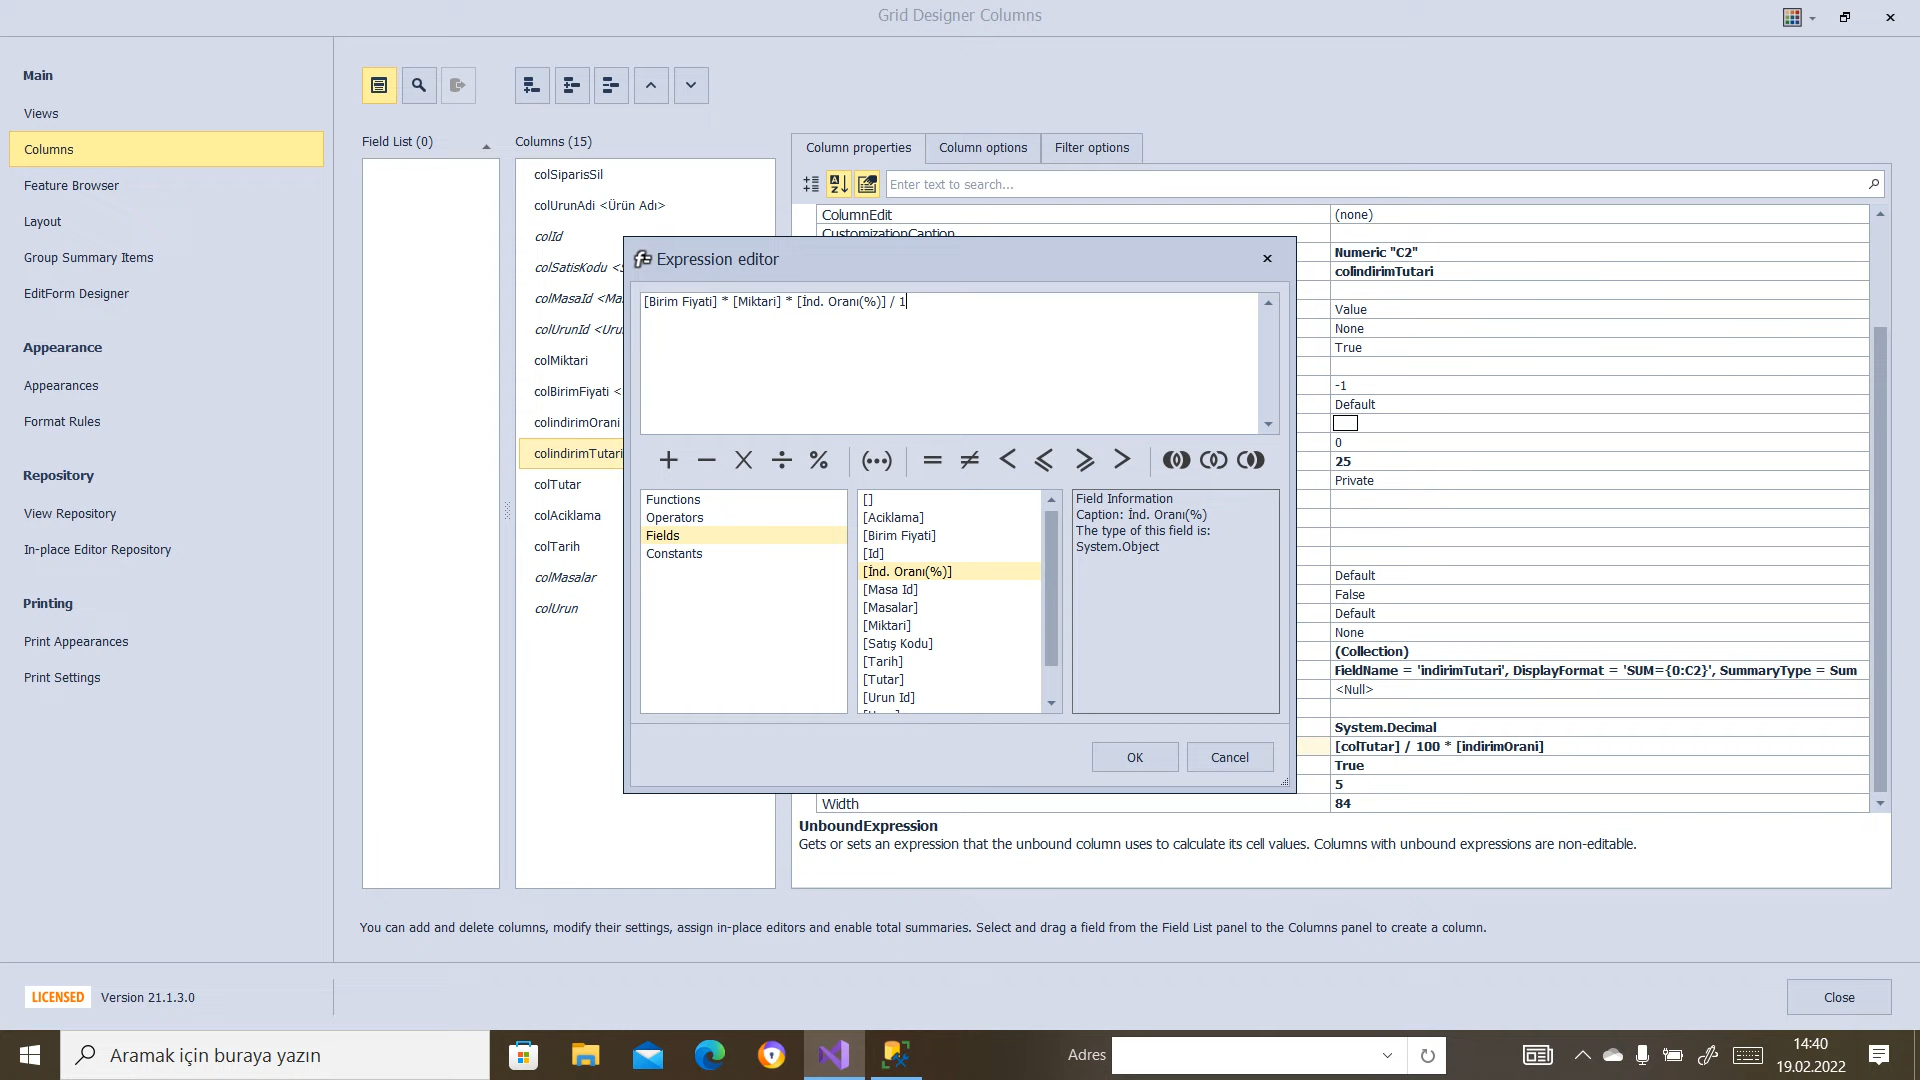 Grid Designer Columns
Main
Views
Columns
Feature Browser
Layout
Group Summary Items
EditForm Designer
Appearance
Appearances
Format Rules
Repository
View Repository
In-place Editor Repository
Printing
Print Appearances
Print Settings
Field List (0)
Columns (15)
colSiparisSil
colUrunAdi <Ürün Adı>
colId
colSatisKodu <S
colMasaId <Mas
colUrunId <Uru
colMiktari
colBirimFiyati <
colindirimOrani
colindirimTutari
colTutar
colAciklama
colTarih
colMasalar
colUrun
Column properties
Column options
Filter options
Enter text to search...
ColumnEdit (none)
CustomizationCaption
Numeric "C2"
colindirimTutari
Value
None
True
-1
Default
0
25
Private
Default
False
Default
None
(Collection)
FieldName = 'indirimTutari', DisplayFormat = 'SUM={0:C2}', SummaryType = Sum
<Null>
System.Decimal
[colTutar] / 100 * [indirimOrani]
True
5
Width 84
UnboundExpression
Gets or sets an expression that the unbound column uses to calculate its cell values. Columns with unbound expressions are non-editable.
Expression editor
[Birim Fiyati] * [Miktari] * [İnd. Oranı(%)] / 1
Functions
Operators
Fields
Constants
[]
[Aciklama]
[Birim Fiyati]
[Id]
[İnd. Oranı(%)]
[Masa Id]
[Masalar]
[Miktari]
[Satış Kodu]
[Tarih]
[Tutar]
[Urun Id]
Field Information
Caption: İnd. Oranı(%)
The type of this field is:
System.Object
OK
Cancel
You can add and delete columns, modify their settings, assign in-place editors and enable total summaries. Select and drag a field from the Field List panel to the Columns panel to create a column.
LICENSED Version 21.1.3.0
Close
Aramak için buraya yazın
Adres
14:40
19.02.2022